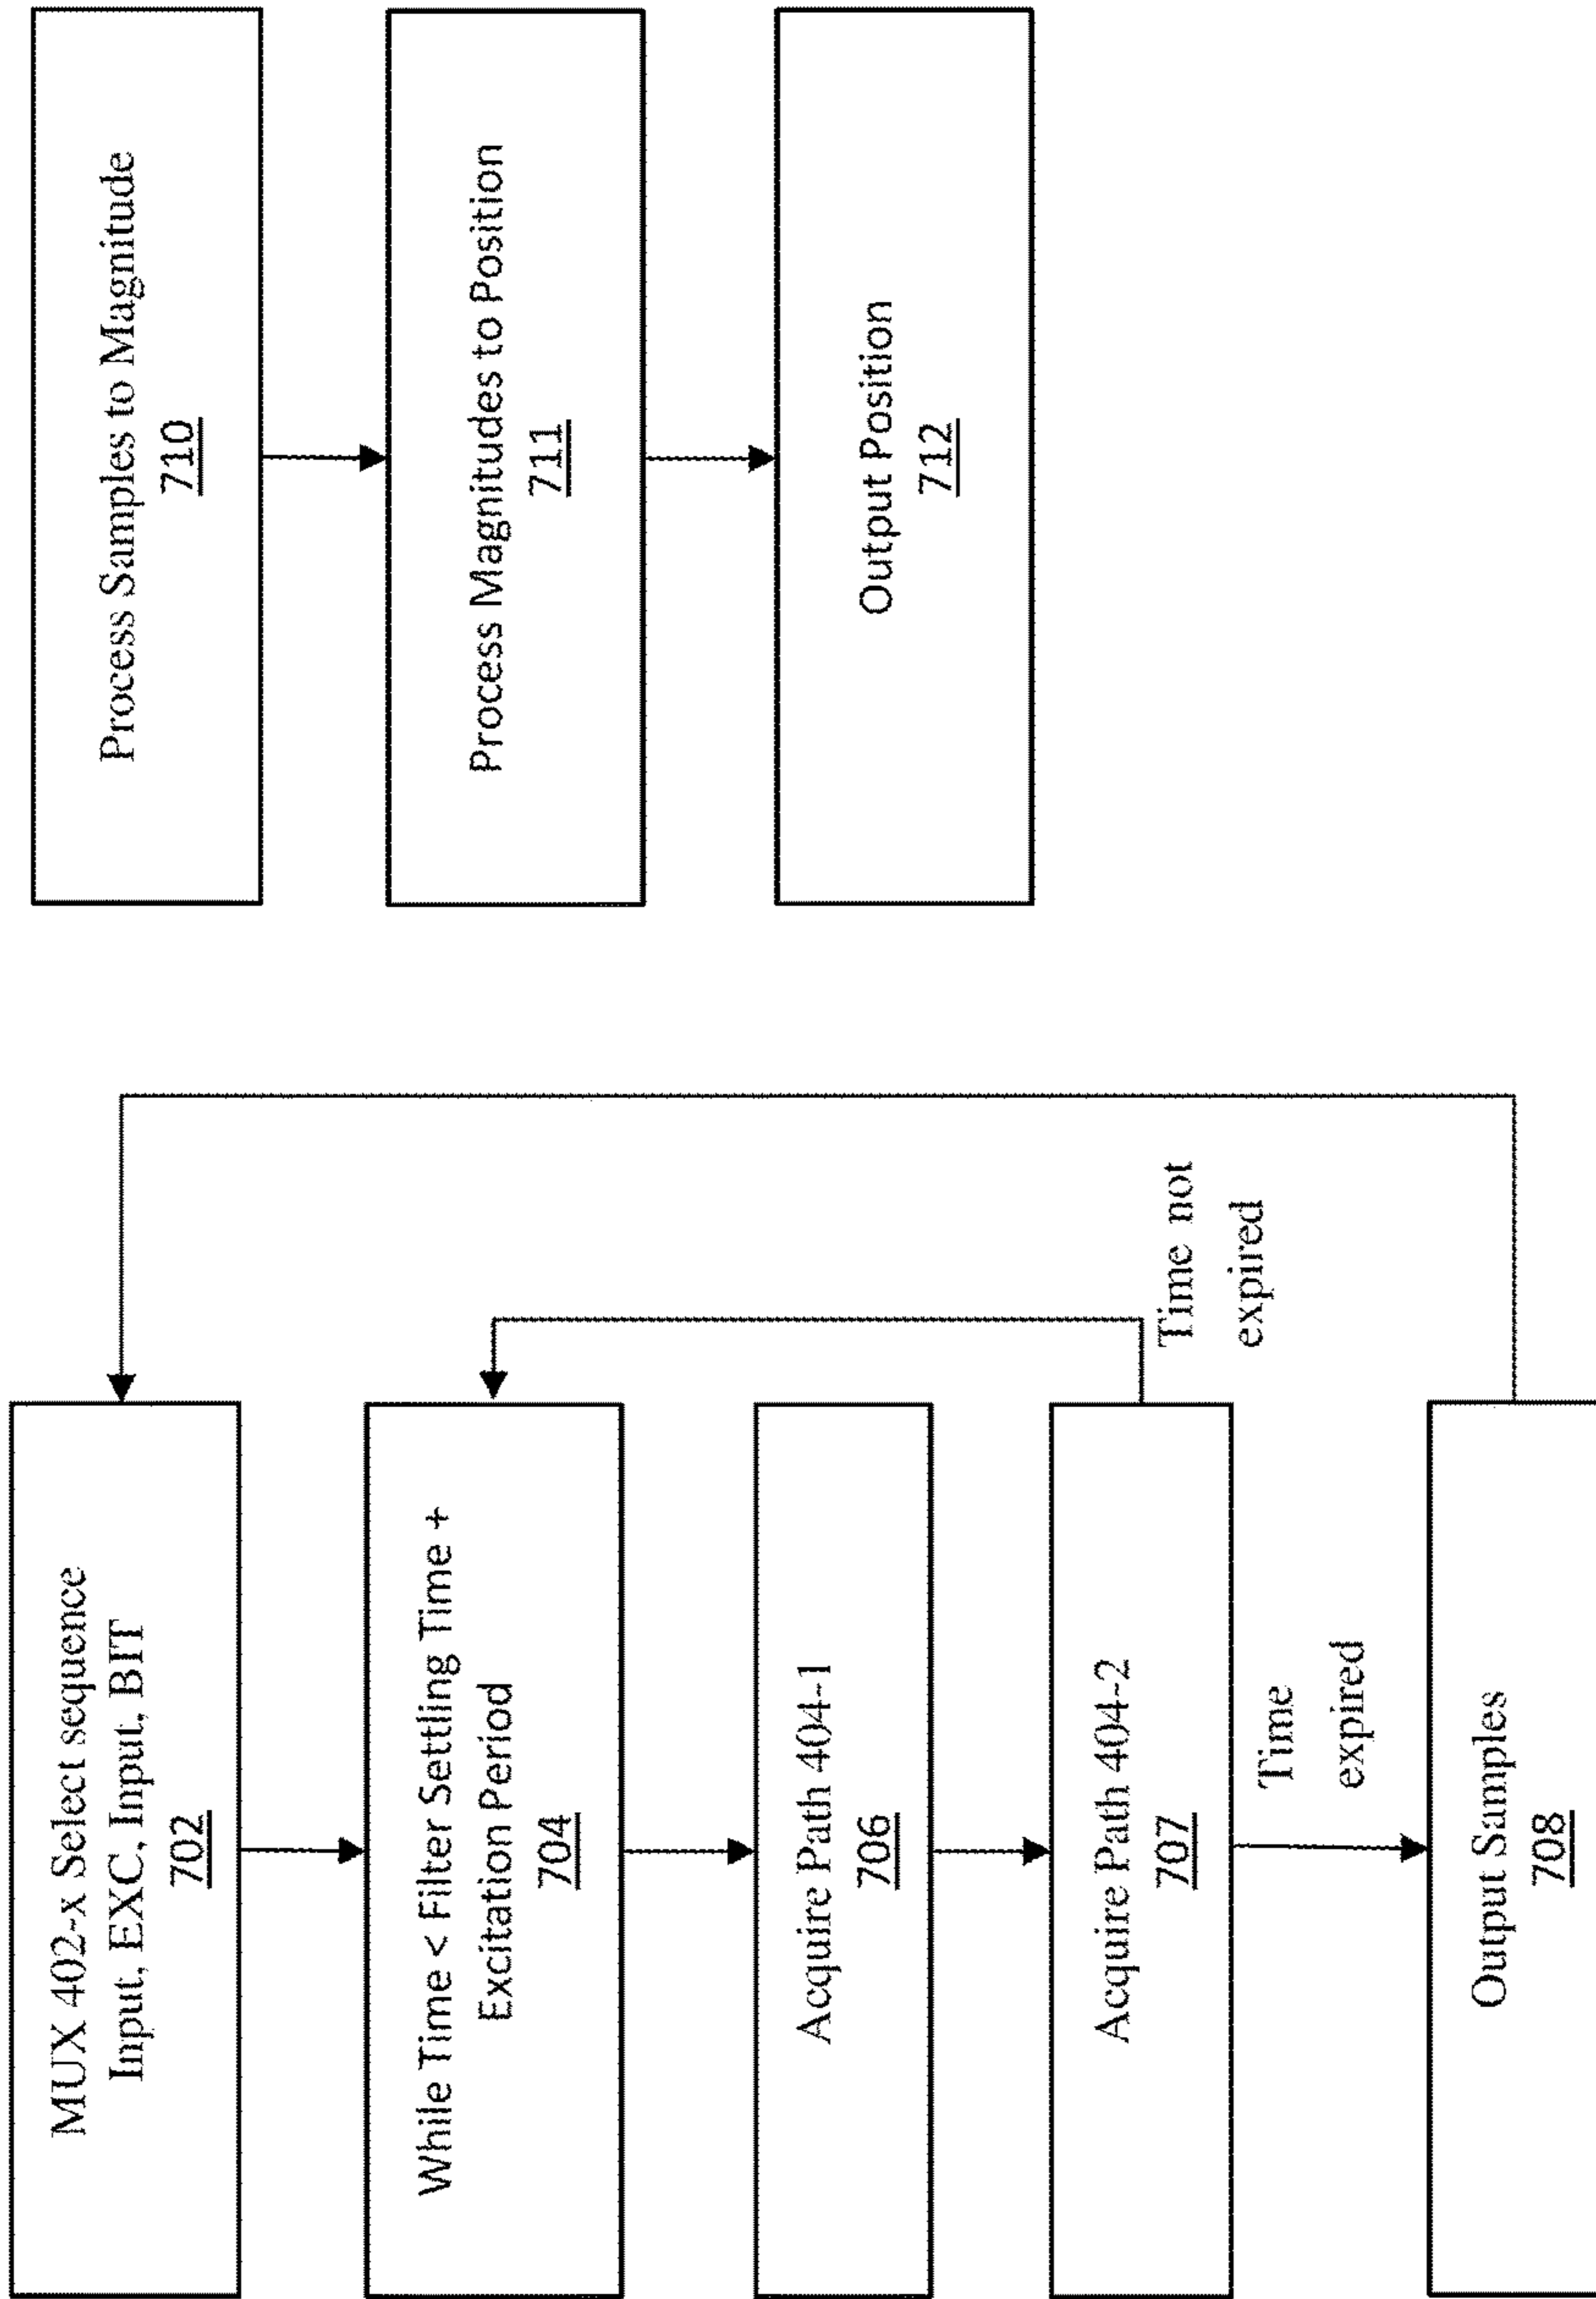 MUX 402-x Select sequence
Input, EXC, Input, BIT
702
While Time < Filter Settling Time +
Excitation Period
704
Acquire Path 404-1
706
Acquire Path 404-2
707
Time not
expired
Time
expired
Output Samples
708
Process Samples to Magnitude
710
Process Magnitudes to Position
711
Output Position
712